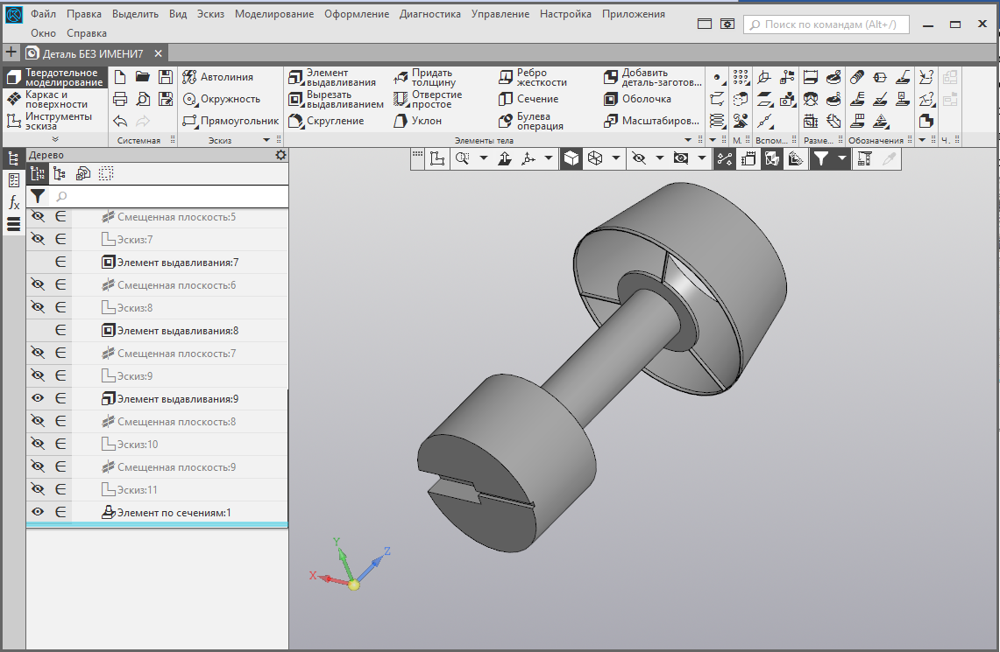 Файл Правка Выделить Вид Эскиз Моделирование Оформление Диагностика Управление Настройка Приложения
Окно Справка
Поиск по командам (Alt+/)
Деталь БЕЗ ИМЕНИ7
Твердотельное
моделирование
Каркас и
поверхности
Инструменты
эскиза
Системная
Автолиния
Окружность
Прямоугольник
Эскиз
Элемент
выдавливания
Вырезать
выдавливанием
Скругление
Придать
толщину
Отверстие
простое
Уклон
Ребро
жесткости
Сечение
Булева
операция
Добавить
деталь-заготов...
Оболочка
Масштабиров...
Элементы тела
М.
Вспом...
Разме...
Обозначения
Ч.
Дерево
Смещенная плоскость:5
Эскиз:7
Элемент выдавливания:7
Смещенная плоскость:6
Эскиз:8
Элемент выдавливания:8
Смещенная плоскость:7
Эскиз:9
Элемент выдавливания:9
Смещенная плоскость:8
Эскиз:10
Смещенная плоскость:9
Эскиз:11
Элемент по сечениям:1
Y
Z
X